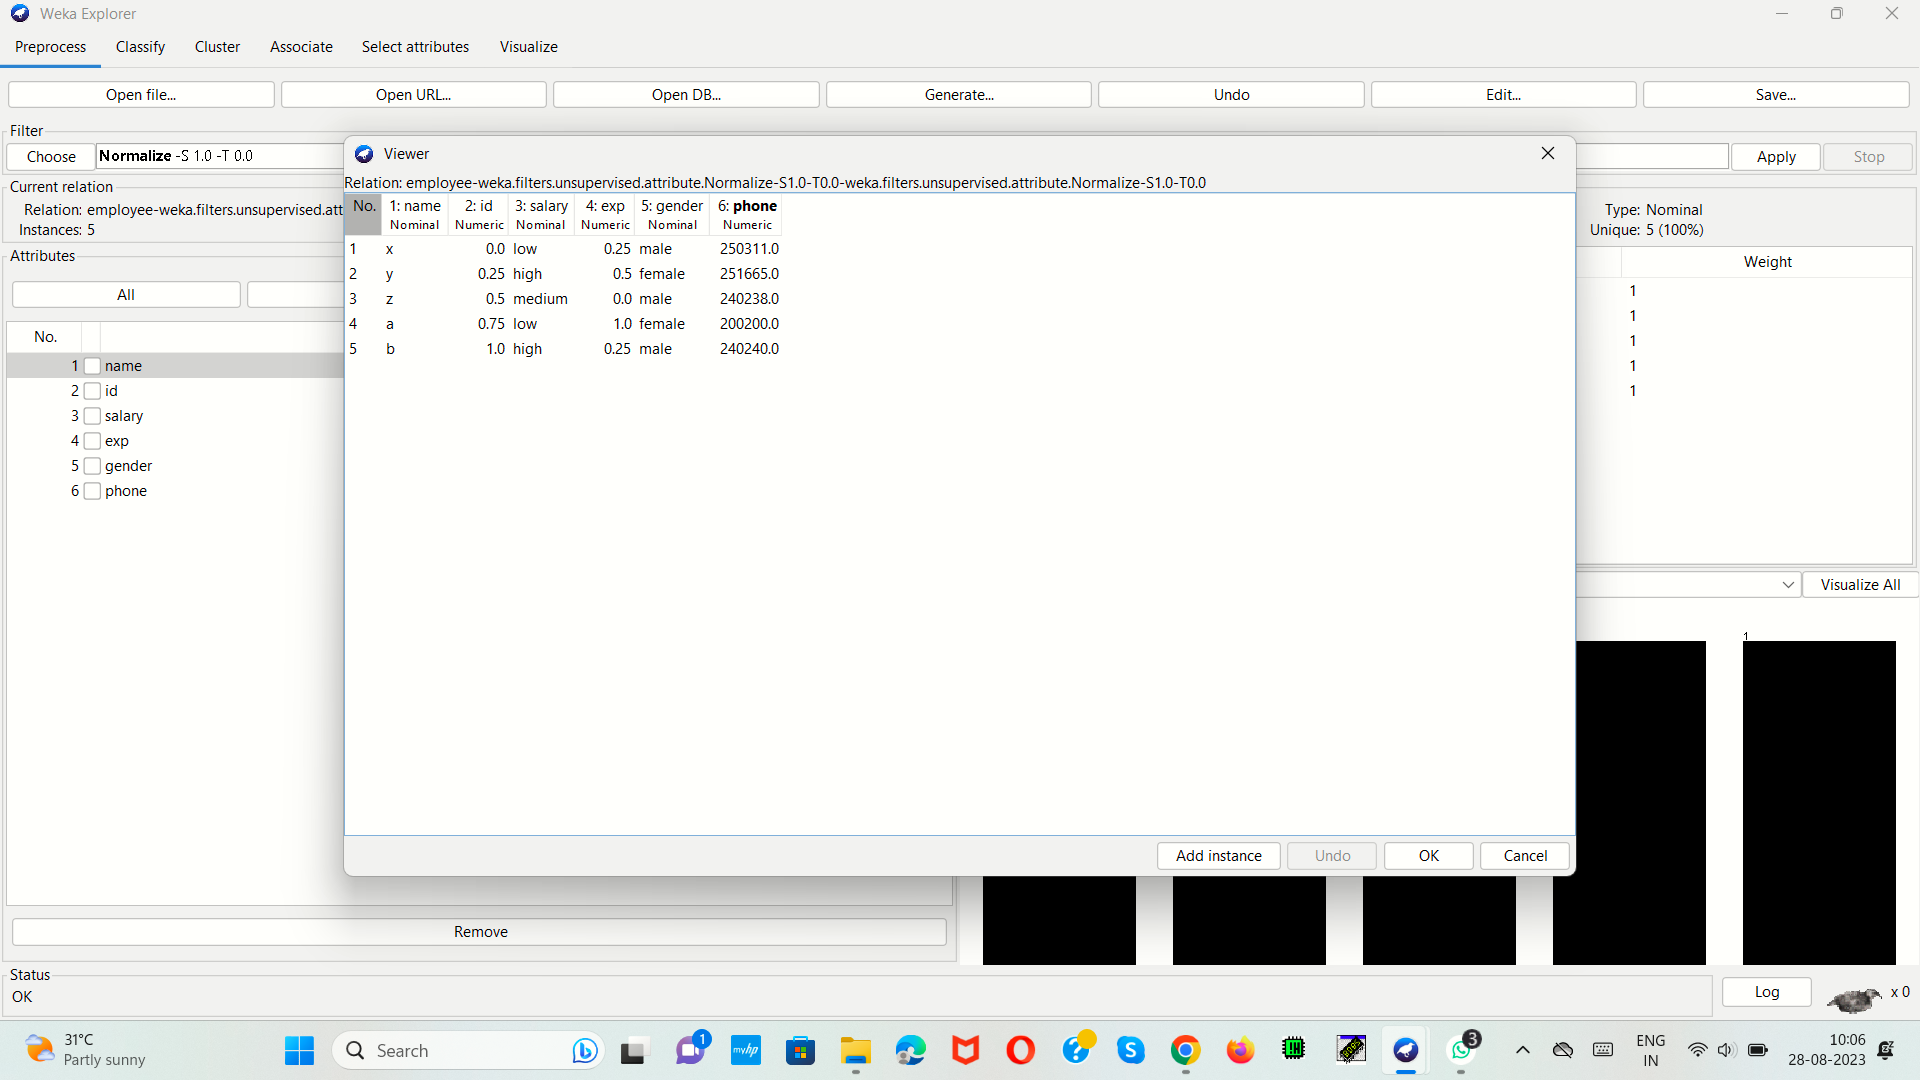 Weka Explorer
Preprocess Classify Cluster Associate Select attributes Visualize
Open file... Open URL... Open DB... Generate... Undo Edit... Save...
Filter
Choose Normalize -S 1.0 -T 0.0 Apply Stop
Current relation
Relation: employee-weka.filters.unsupervised.att
Instances: 5
Type: Nominal
Unique: 5 (100%)
Attributes
All
No.
1 name
2 id
3 salary
4 exp
5 gender
6 phone
Viewer
Relation: employee-weka.filters.unsupervised.attribute.Normalize-S1.0-T0.0-weka.filters.unsupervised.attribute.Normalize-S1.0-T0.0
No. 1: name 2: id 3: salary 4: exp 5: gender 6: phone
Nominal Numeric Nominal Numeric Nominal Numeric
1 x 0.0 low 0.25 male 250311.0
2 y 0.25 high 0.5 female 251665.0
3 z 0.5 medium 0.0 male 240238.0
4 a 0.75 low 1.0 female 200200.0
5 b 1.0 high 0.25 male 240240.0
Add instance Undo OK Cancel
Weight
1
1
1
1
1
Visualize All
1
Remove
Status
OK
Log x 0
31°C
Partly sunny
Search
1
myhp
3
ENG
IN
10:06
28-08-2023